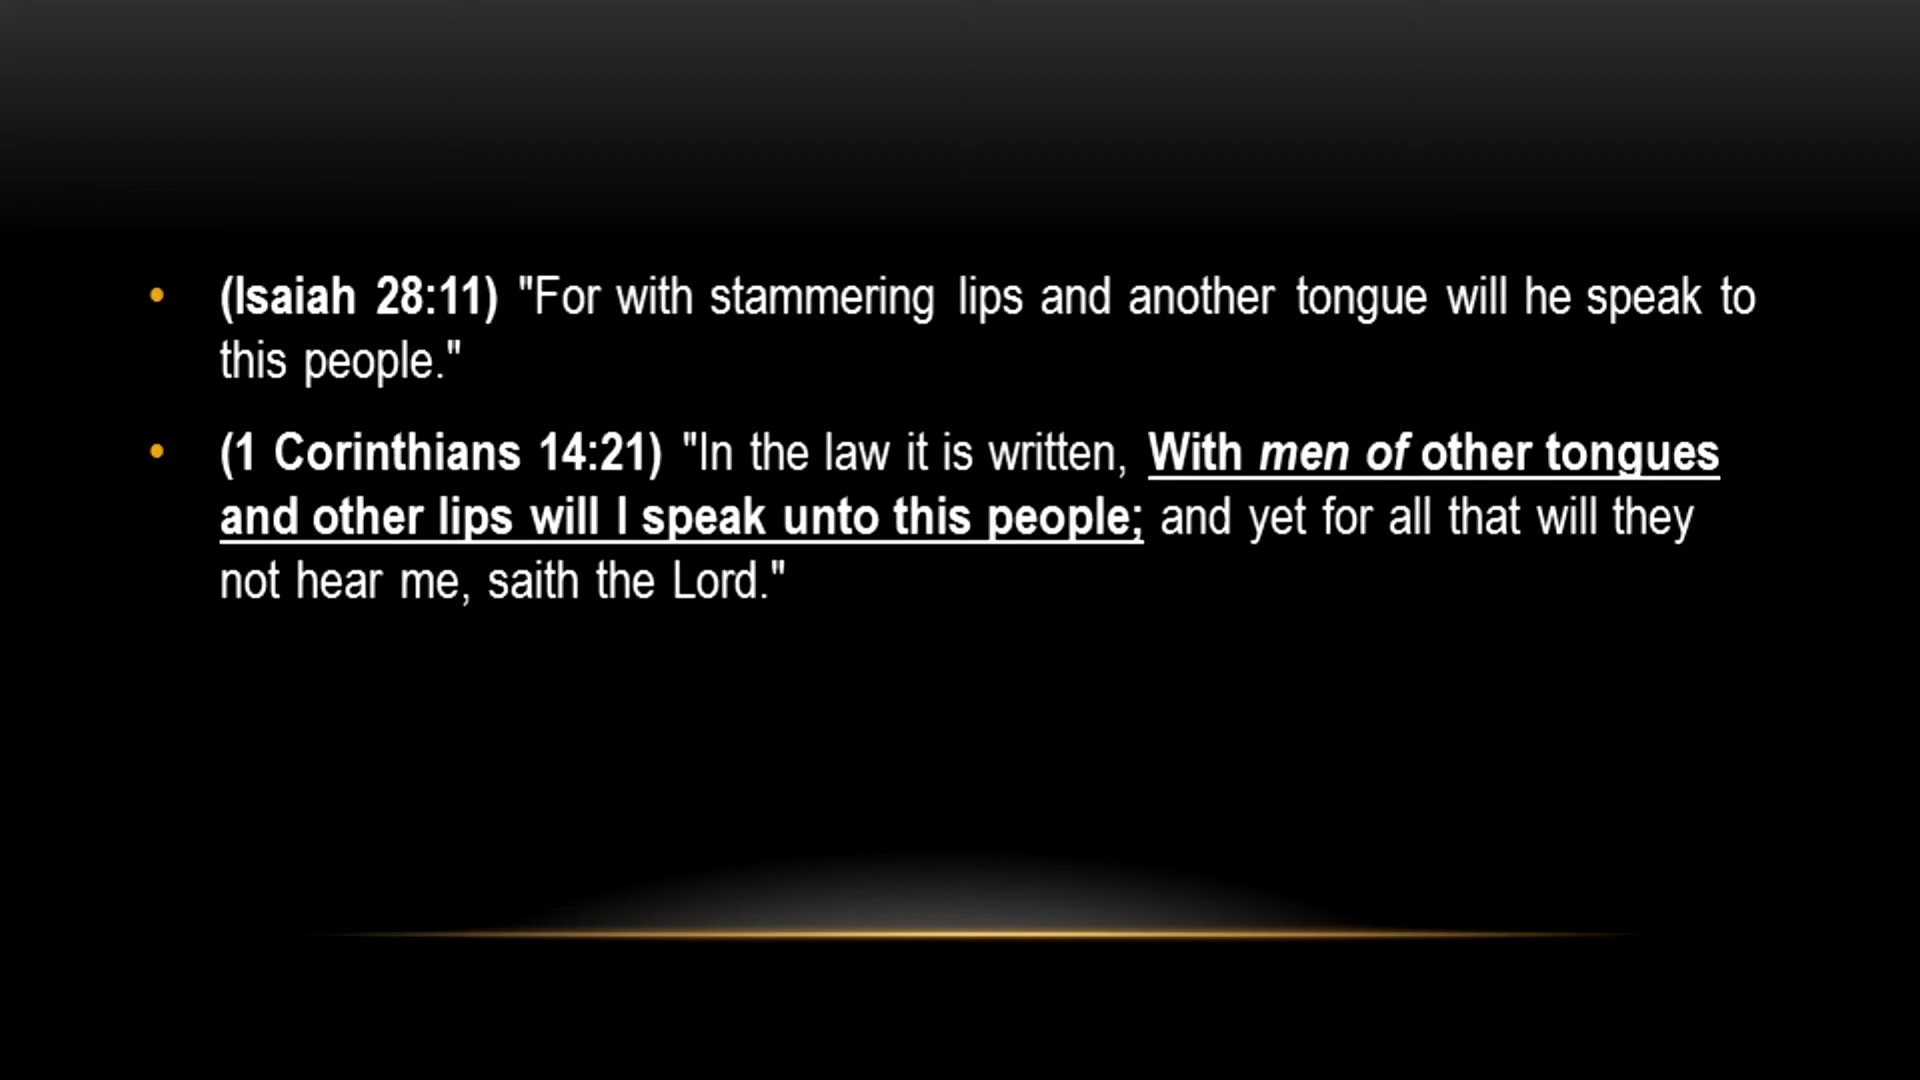 • (Isaiah 28:11) "For with stammering lips and another tongue will he speak to
this people."
• (1 Corinthians 14:21) "In the law it is written, With men of other tongues
and other lips will I speak unto this people; and yet for all that will they
not hear me, saith the Lord."